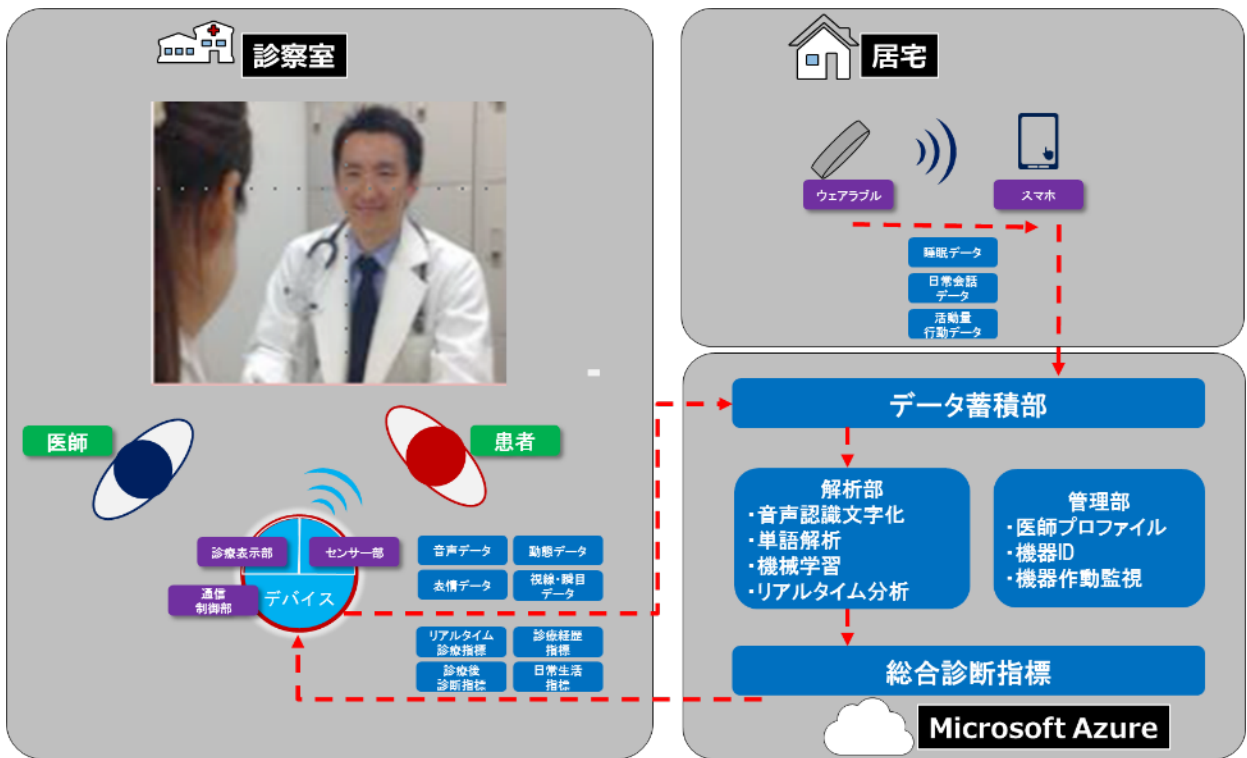 診察室
医師
患者
診療表示部
センサー部
通信
制御部
デバイス
音声データ
動態データ
表情データ
視線・瞬目
データ
リアルタイム
診療指標
診療経歴
指標
診療後
診断指標
日常生活
指標
居宅
ウェアラブル
スマホ
睡眠データ
日常会話
データ
活動量
行動データ
データ蓄積部
解析部
・音声認識文字化
・単語解析
・機械学習
・リアルタイム分析
管理部
・医師プロファイル
・機器ID
・機器作動監視
総合診断指標
Microsoft Azure